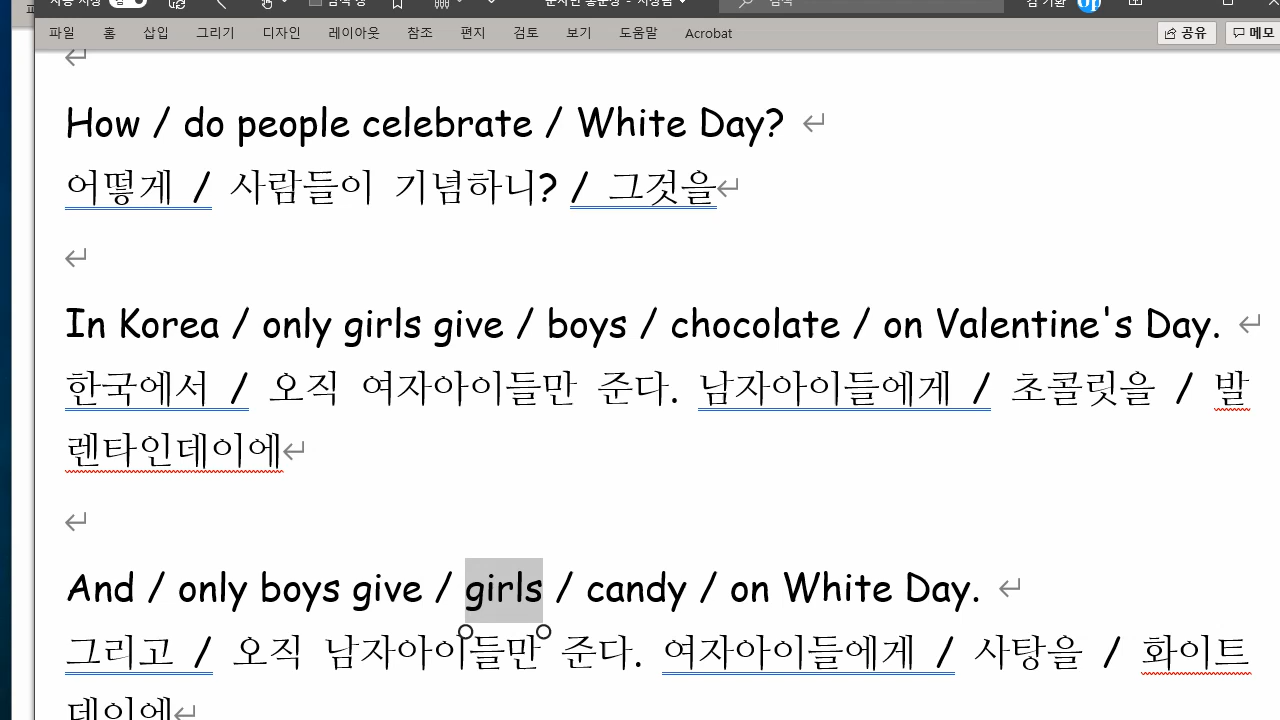 파일 홈 삽입 그리기 디자인 레이아웃 참조 편지 검토 보기 도움말 Acrobat 공유 메모
How / do people celebrate / White Day?
어떻게 / 사람들이 기념하니? / 그것을
In Korea / only girls give / boys / chocolate / on Valentine's Day.
한국에서 / 오직 여자아이들만 준다. 남자아이들에게 / 초콜릿을 / 발
렌타인데이에
And / only boys give / girls / candy / on White Day.
그리고 / 오직 남자아이들만 준다. 여자아이들에게 / 사탕을 / 화이트
데이에